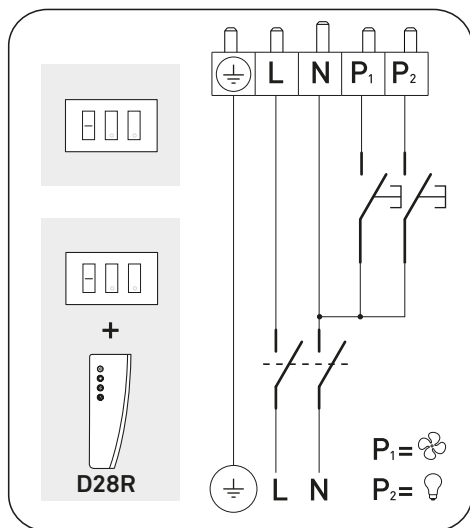 L N P₁ P₂
+
D28R
L N
P₁=
P₂=